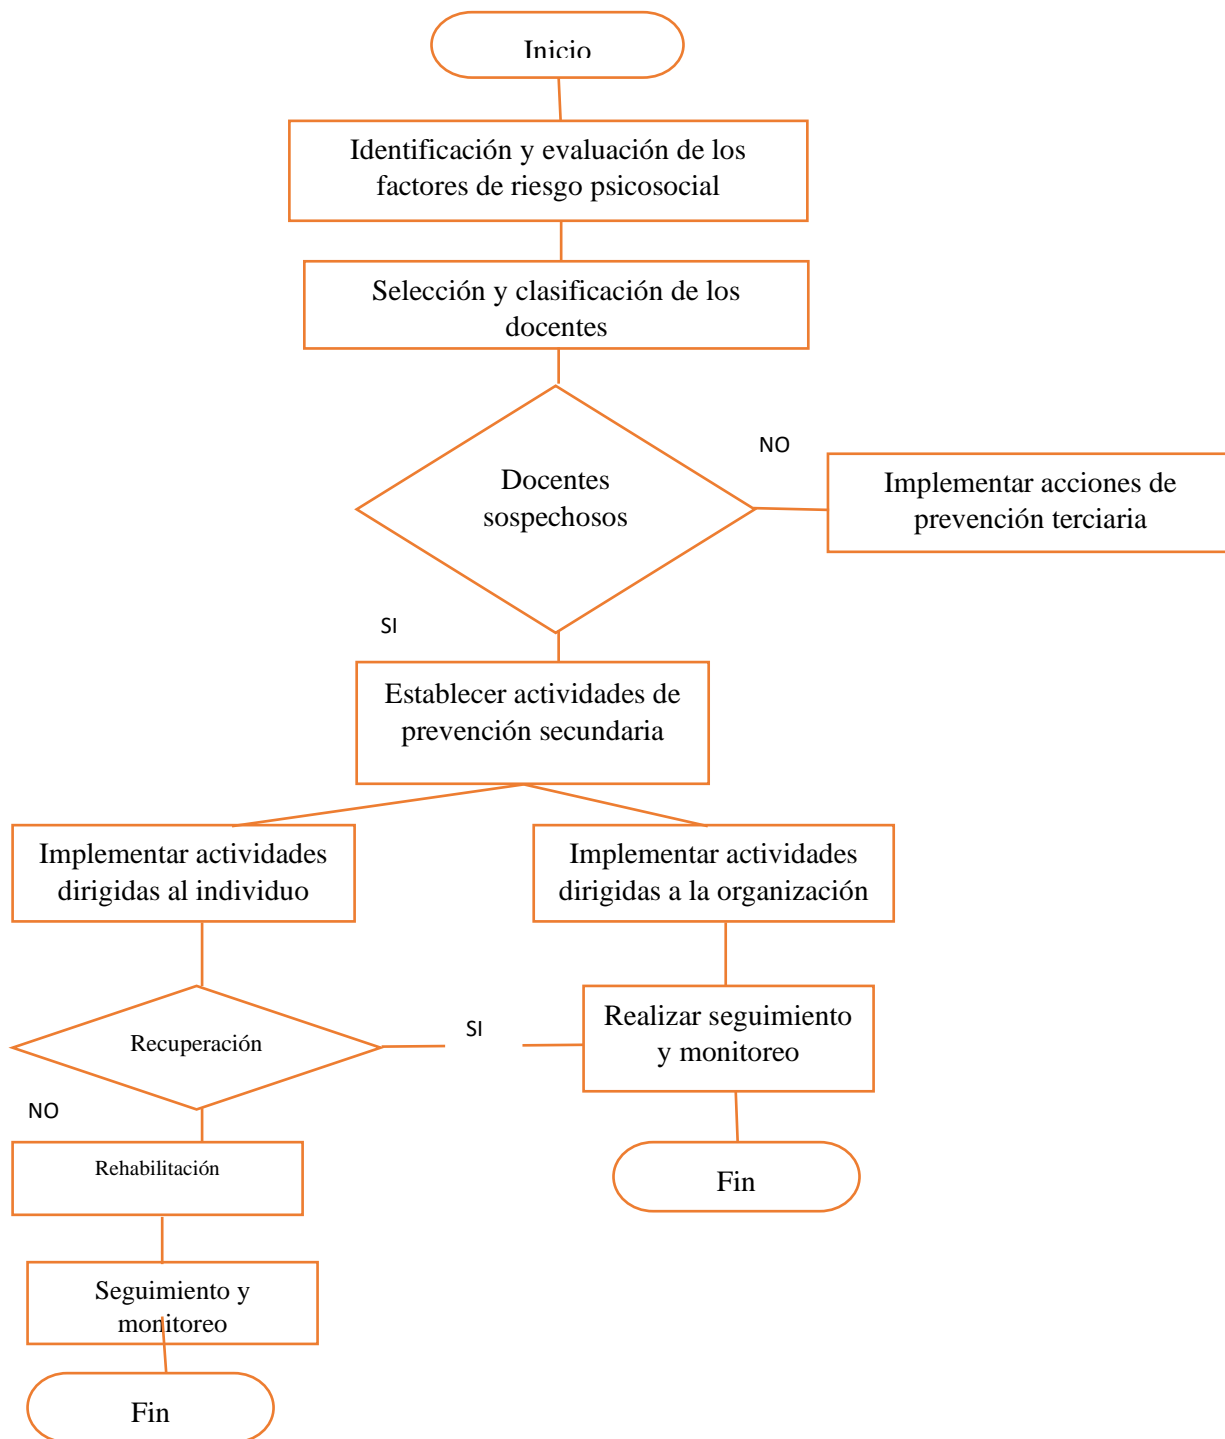 Inicio
Identificación y evaluación de los
factores de riesgo psicosocial
Selección y clasificación de los
docentes
Docentes
sospechosos
NO
Implementar acciones de
prevención terciaria
SI
Establecer actividades de
prevención secundaria
Implementar actividades
dirigidas al individuo
Implementar actividades
dirigidas a la organización
Recuperación
SI
Realizar seguimiento
y monitoreo
NO
Rehabilitación
Fin
Seguimiento y
monitoreo
Fin